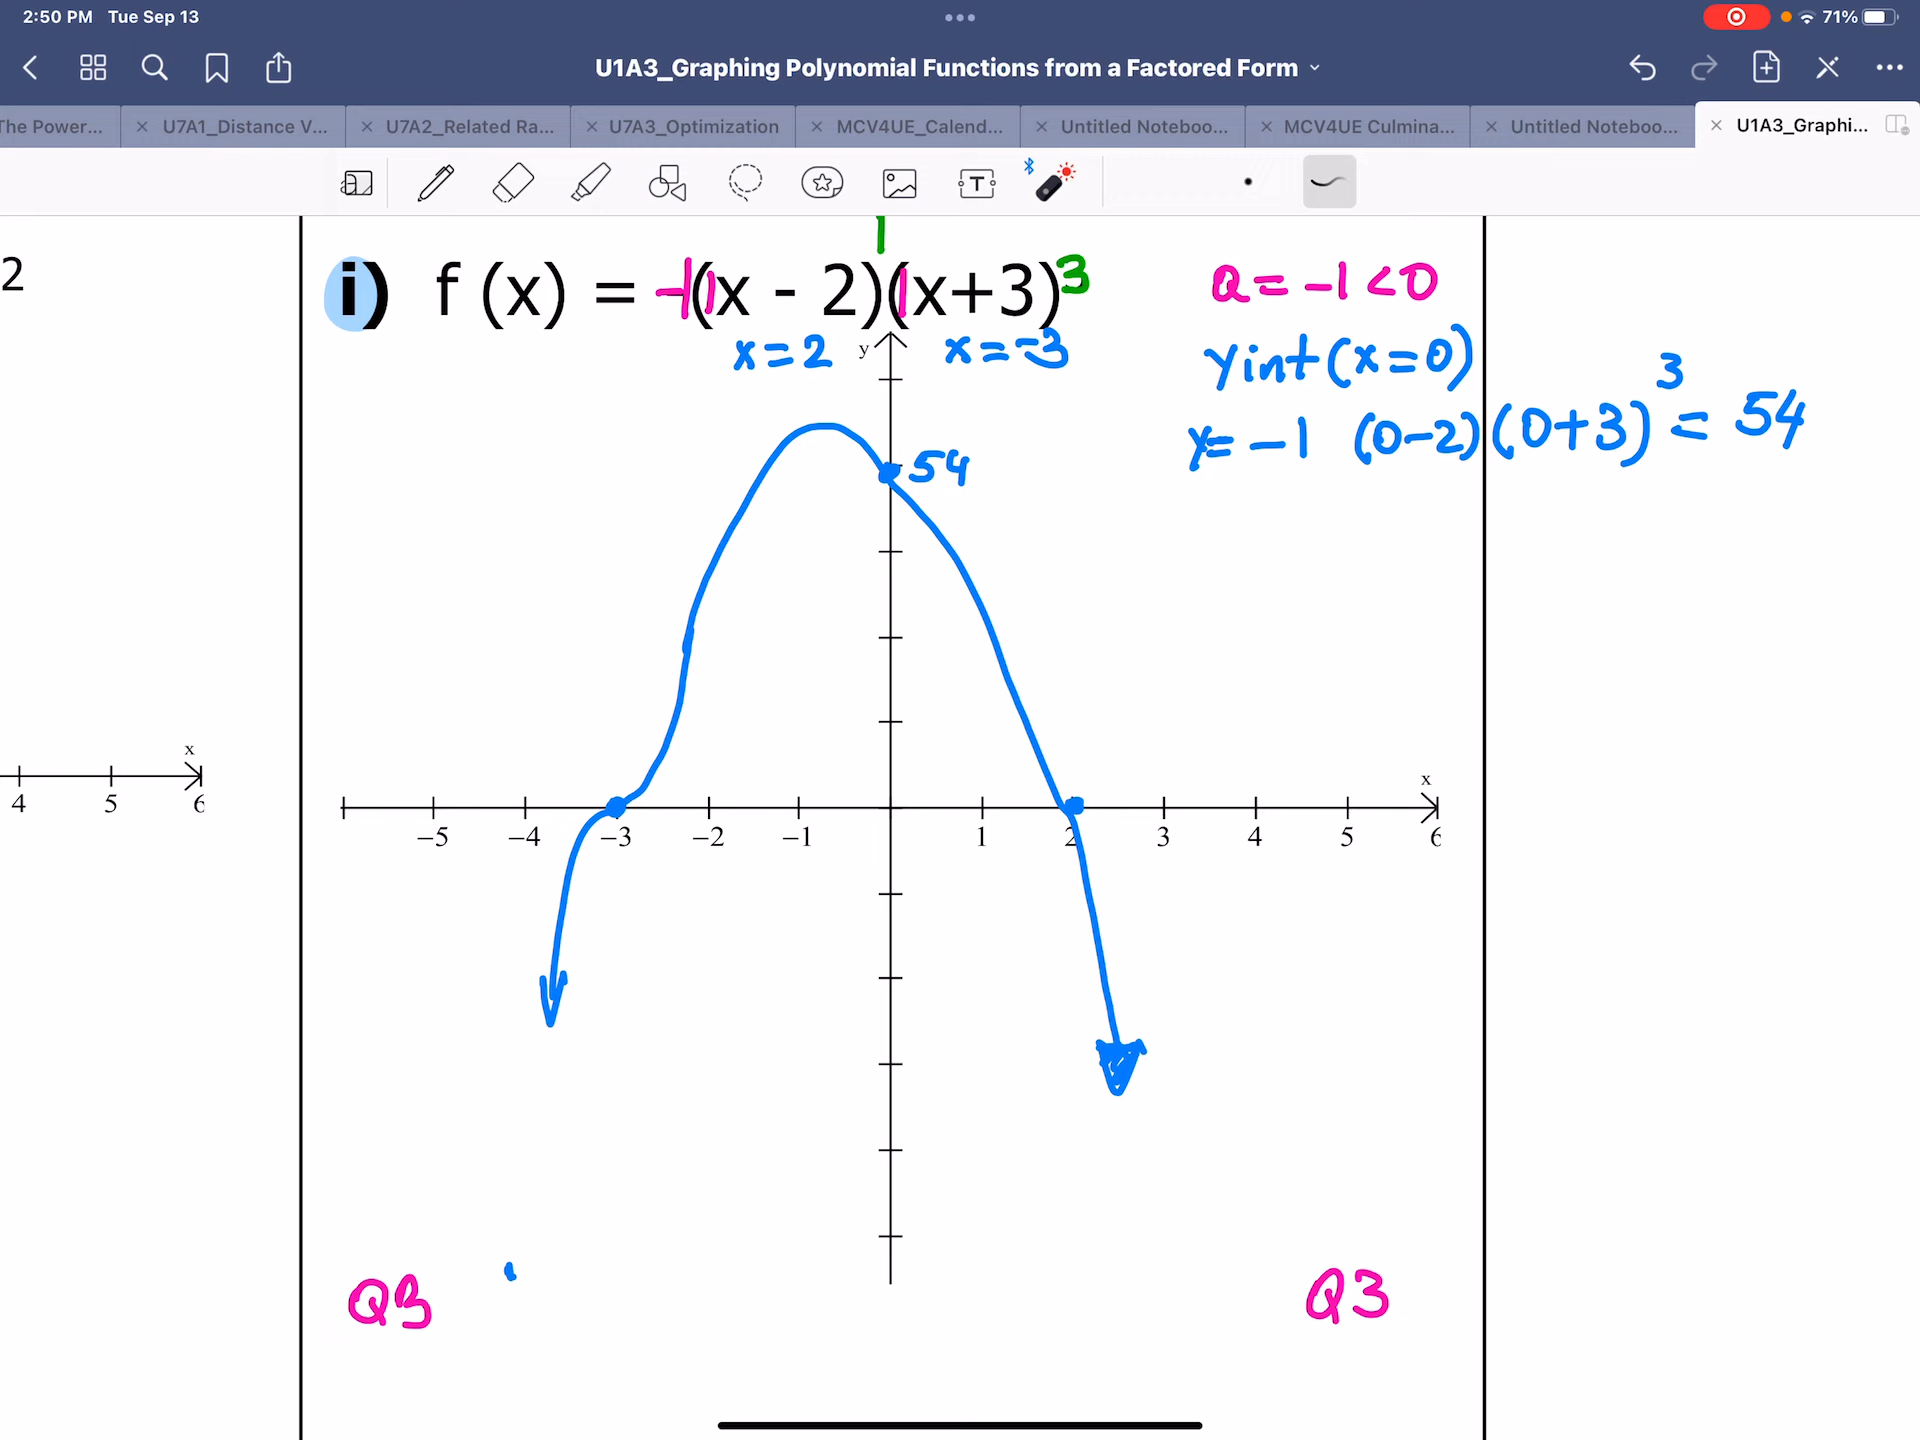 2:50 PM Tue Sep 13
71%
U1A3_Graphing Polynomial Functions from a Factored Form
The Power...
U7A1_Distance V...
U7A2_Related Ra...
U7A3_Optimization
MCV4UE_Calend...
Untitled Noteboo...
MCV4UE Culmina...
Untitled Noteboo...
U1A3_Graphi...
2
i) f (x) = -1(1x - 2)(1x+3)³
1
a = -1 < 0
x = 2
y
x = -3
y int (x = 0)
y = -1 (0-2)(0+3)³ = 54
54
x
4 5 6
x
-5 -4 -3 -2 -1 1 2 3 4 5 6
Q3
Q3